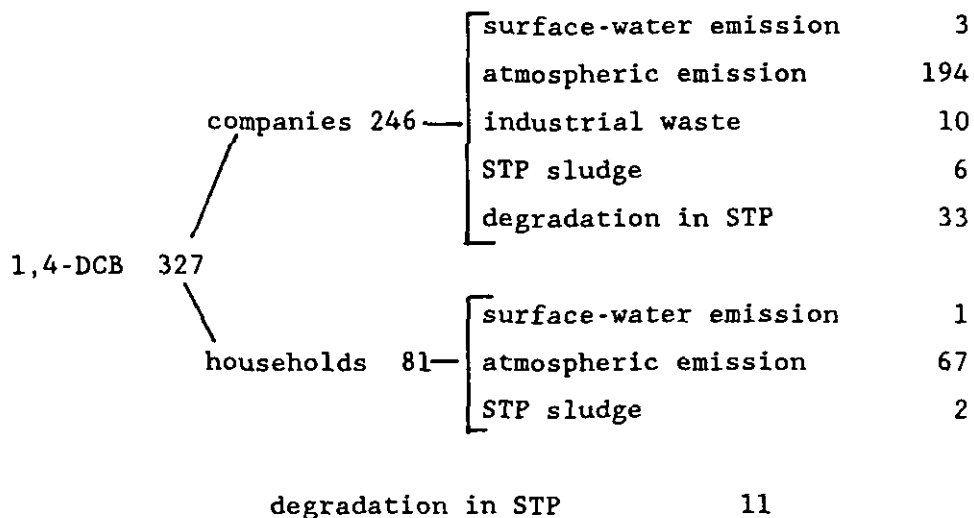 surface-water emission 3
atmospheric emission 194
companies 246 industrial waste 10
STP sludge 6
degradation in STP 33
1,4-DCB 327
surface-water emission 1
households 81 atmospheric emission 67
STP sludge 2
degradation in STP 11